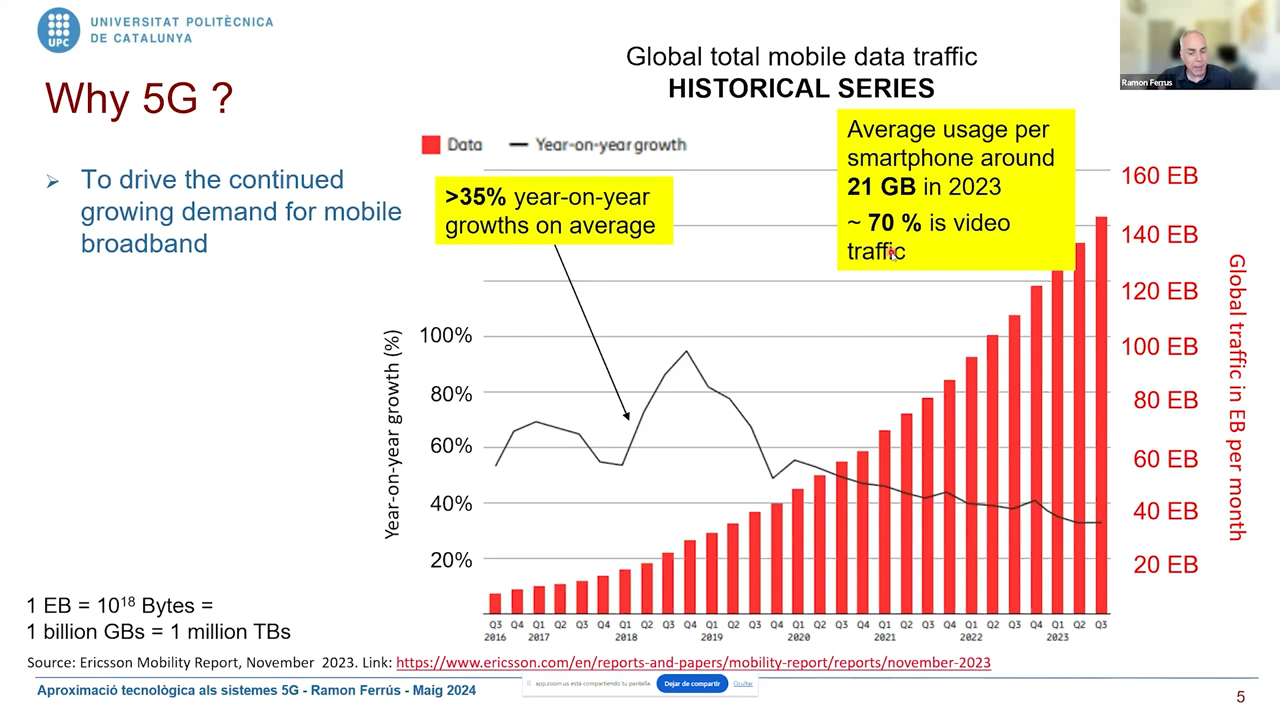 UNIVERSITAT POLITÈCNICA
DE CATALUNYA
UPC
Why 5G ?
➢ To drive the continued
growing demand for mobile
broadband
Global total mobile data traffic
HISTORICAL SERIES
Ramon Ferrus
Data
Year-on-year growth
>35% year-on-year
growths on average
Average usage per
smartphone around
21 GB in 2023
~ 70 % is video
traffic
Year-on-year growth (%)
100%
80%
60%
40%
20%
160 EB
140 EB
120 EB
100 EB
80 EB
60 EB
40 EB
20 EB
Global traffic in EB per month
Q3 Q4 Q1 Q2 Q3 Q4 Q1 Q2 Q3 Q4 Q1 Q2 Q3 Q4 Q1 Q2 Q3 Q4 Q1 Q2 Q3 Q4 Q1 Q2 Q3 Q4 Q1 Q2 Q3
2016 2017 2018 2019 2020 2021 2022 2023
1 EB = 10¹⁸ Bytes =
1 billion GBs = 1 million TBs
Source: Ericsson Mobility Report, November 2023. Link: https://www.ericsson.com/en/reports-and-papers/mobility-report/reports/november-2023
Aproximació tecnològica als sistemes 5G - Ramon Ferrús - Maig 2024
app.zoom.us está compartiendo tu pantalla. Dejar de compartir Ocultar
5